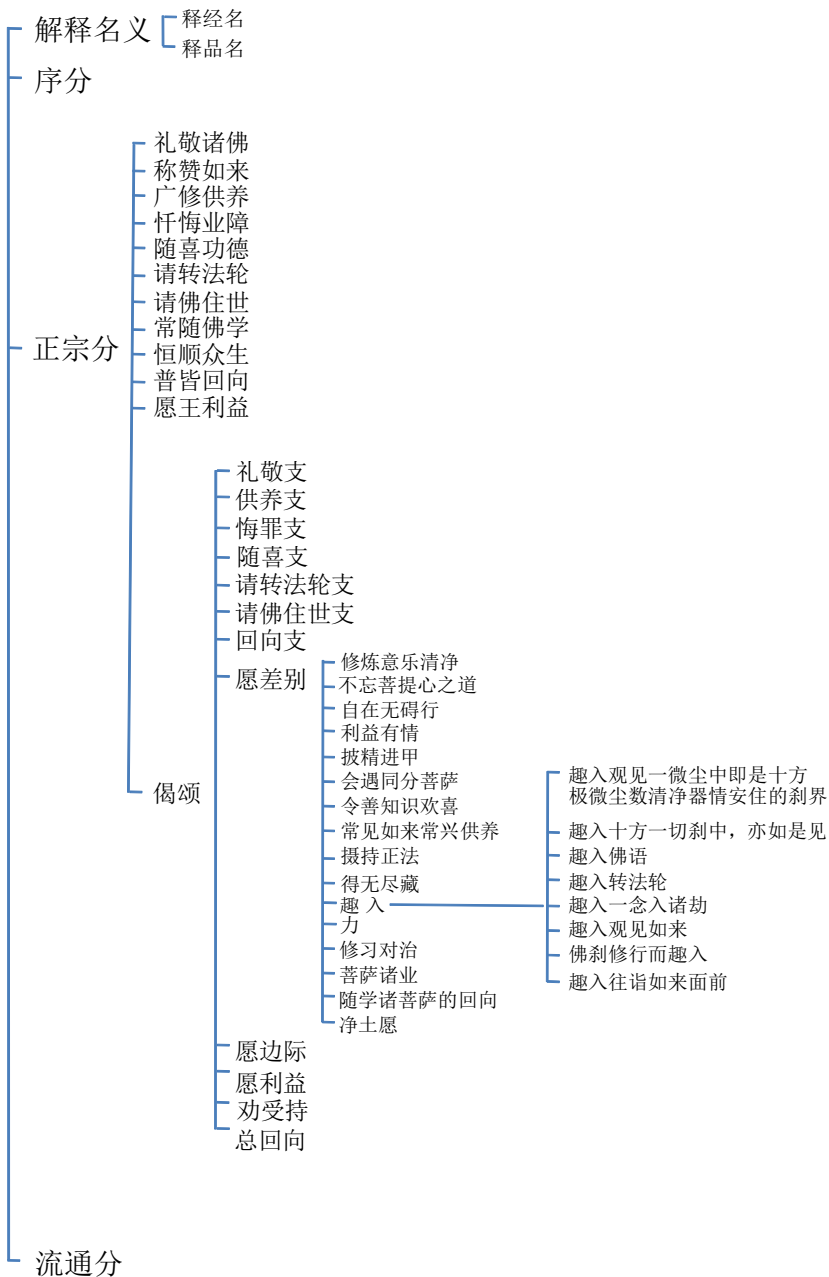 解释名义
释经名
释品名
序分
正宗分
礼敬诸佛
称赞如来
广修供养
忏悔业障
随喜功德
请转法轮
请佛住世
常随佛学
恒顺众生
普皆回向
愿王利益
偈颂
礼敬支
供养支
悔罪支
随喜支
请转法轮支
请佛住世支
回向支
愿差别
修炼意乐清净
不忘菩提心之道
自在无碍行
利益有情
披精进甲
会遇同分菩萨
令善知识欢喜
常见如来常兴供养
摄持正法
得无尽藏
趣 入
趣入观见一微尘中即是十方
极微尘数清净器情安住的刹界
趣入十方一切刹中，亦如是见
趣入佛语
趣入转法轮
趣入一念入诸劫
趣入观见如来
佛刹修行而趣入
趣入往诣如来面前
力
修习对治
菩萨诸业
随学诸菩萨的回向
净土愿
愿边际
愿利益
劝受持
总回向
流通分